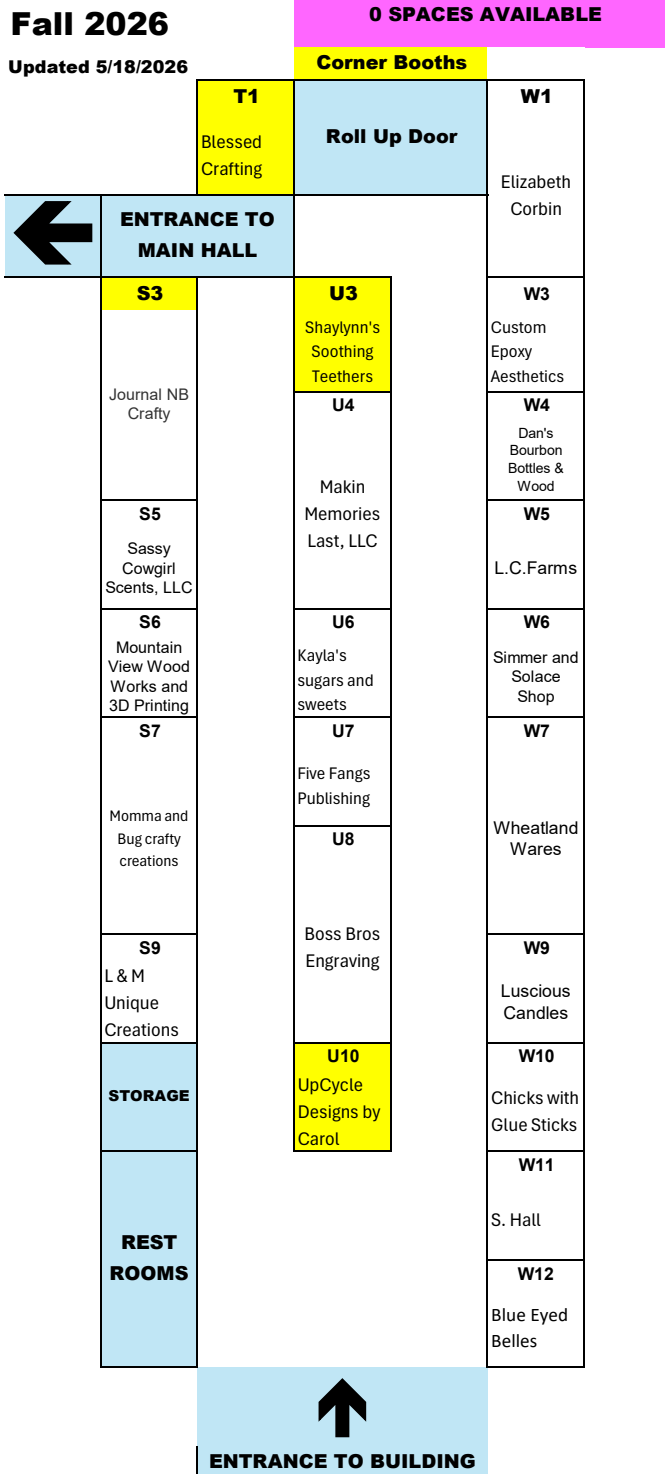 Fall 2026
0 SPACES AVAILABLE
Updated 5/18/2026
Corner Booths
T1
Blessed
Crafting
Roll Up Door
W1
Elizabeth
Corbin
ENTRANCE TO
MAIN HALL
S3
Journal NB
Crafty
S5
Sassy
Cowgirl
Scents, LLC
S6
Mountain
View Wood
Works and
3D Printing
S7
Momma and
Bug crafty
creations
S9
L & M
Unique
Creations
STORAGE
REST
ROOMS
U3
Shaylynn's
Soothing
Teethers
U4
Makin
Memories
Last, LLC
U6
Kayla's
sugars and
sweets
U7
Five Fangs
Publishing
U8
Boss Bros
Engraving
U10
UpCycle
Designs by
Carol
W3
Custom
Epoxy
Aesthetics
W4
Dan's
Bourbon
Bottles &
Wood
W5
L.C.Farms
W6
Simmer and
Solace
Shop
W7
Wheatland
Wares
W9
Luscious
Candles
W10
Chicks with
Glue Sticks
W11
S. Hall
W12
Blue Eyed
Belles
ENTRANCE TO BUILDING